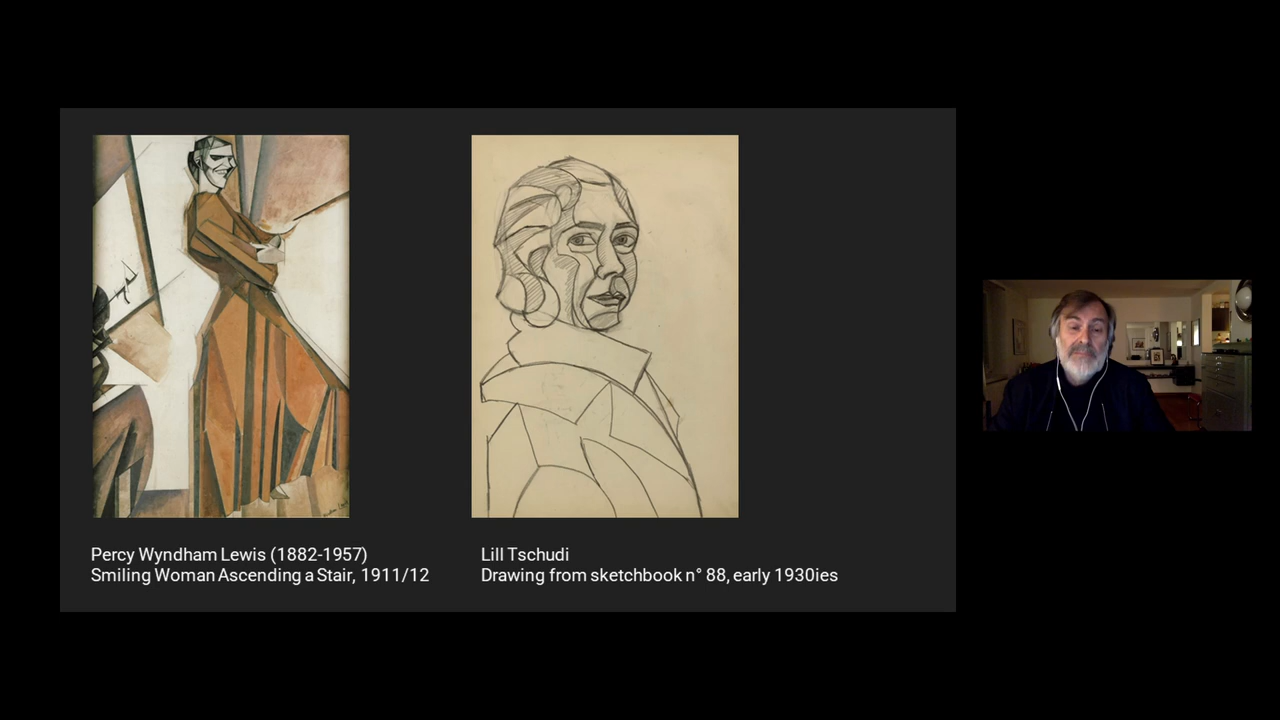 Percy Wyndham Lewis (1882-1957)
Smiling Woman Ascending a Stair, 1911/12
Lill Tschudi
Drawing from sketchbook n° 88, early 1930ies